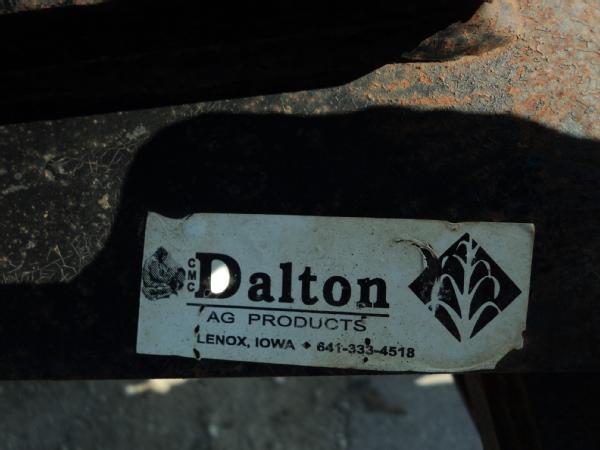 CMC
Dalton
AG PRODUCTS
LENOX, IOWA ♦ 641-333-4518